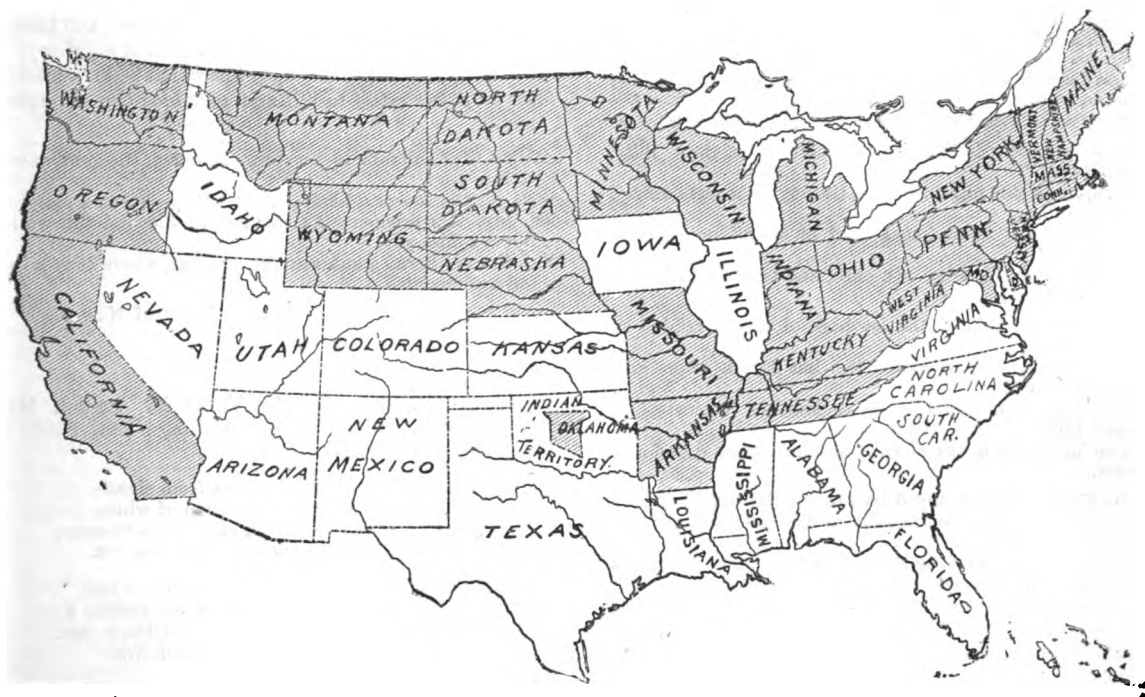 WASHINGTON
MONTANA
NORTH
DAKOTA
MINNESOTA
WISCONSIN
MICHIGAN
MAINE
VERMONT
NEW HAMPSHIRE
MASS.
CONN.
NEW YORK
OREGON
IDAHO
WYOMING
SOUTH
DAKOTA
NEBRASKA
IOWA
ILLINOIS
INDIANA
OHIO
PENN.
MD.
DEL.
WEST
VIRGINIA
VIRGINIA
CALIFORNIA
NEVADA
UTAH
COLORADO
KANSAS
MISSOURI
KENTUCKY
TENNESSEE
NORTH
CAROLINA
SOUTH
CAR.
ARIZONA
NEW
MEXICO
INDIAN
OKLAHOMA
TERRITORY.
ARKANSAS
TEXAS
LOUISIANA
MISSISSIPPI
ALABAMA
GEORGIA
FLORIDA